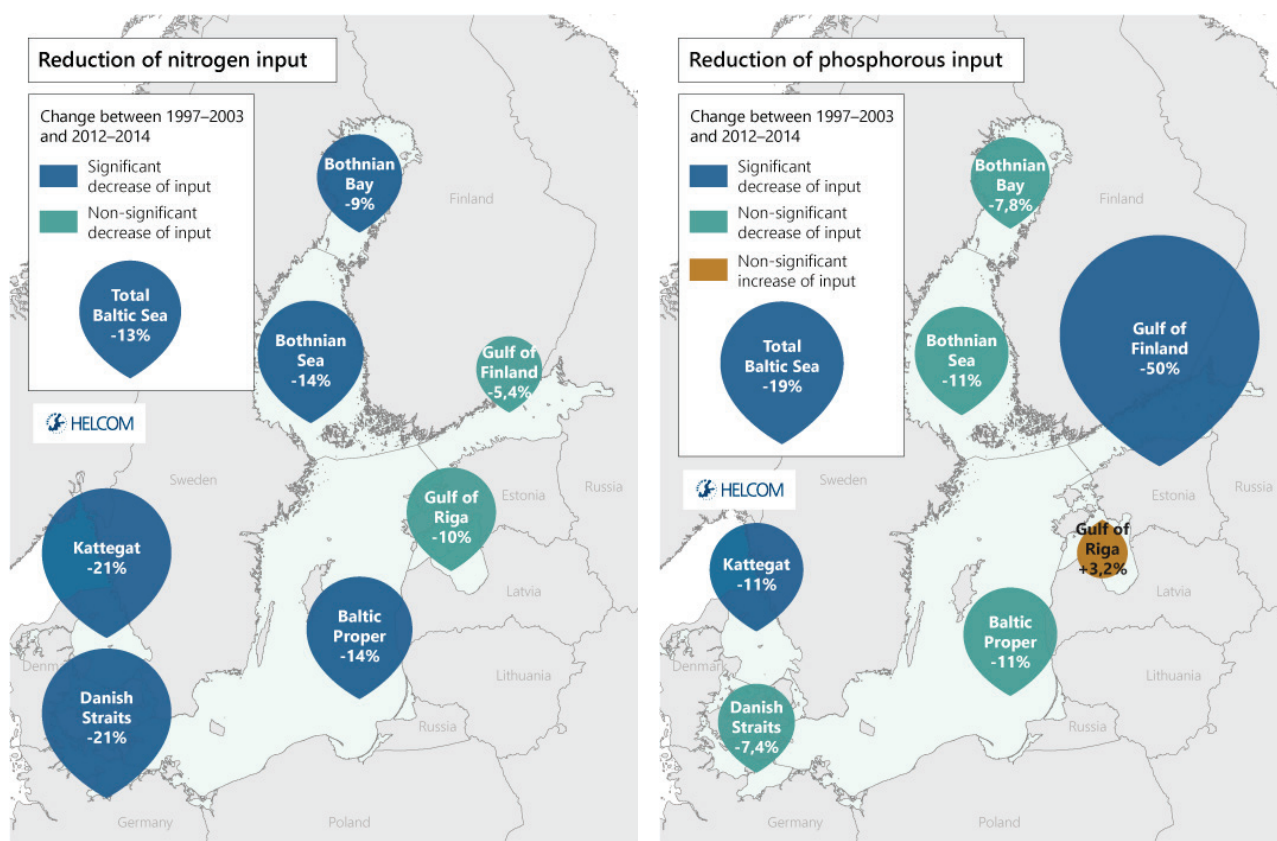 Reduction of nitrogen input
Change between 1997–2003
and 2012–2014
Significant
decrease of input
Non-significant
decrease of input
Total
Baltic Sea
-13%
HELCOM
Bothnian
Bay
-9%
Finland
Bothnian
Sea
-14%
Gulf of
Finland
-5,4%
Sweden
Gulf of
Riga
-10%
Estonia
Russia
Kattegat
-21%
Latvia
Baltic
Proper
-14%
Denm
Lithuania
Danish
Straits
-21%
Russia
Germany
Poland
Reduction of phosphorous input
Change between 1997–2003
and 2012–2014
Significant
decrease of input
Non-significant
decrease of input
Non-significant
increase of input
Total
Baltic Sea
-19%
HELCOM
Bothnian
Bay
-7,8%
Finland
Bothnian
Sea
-11%
Gulf of
Finland
-50%
Sweden
Estonia
Russia
Gulf of
Riga
+3,2%
Kattegat
-11%
Latvia
Baltic
Proper
-11%
Denmark
Lithuania
Danish
Straits
-7,4%
Russia
Germany
Poland